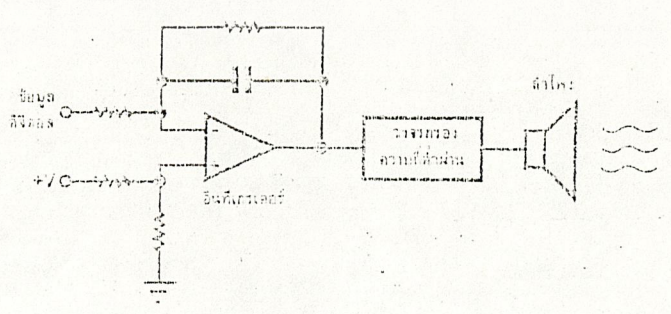 ข้อมูล
ดิจิตอล
+V
อินทีเกรเตอร์
วงจรกรอง
ความถี่ต่ำผ่าน
ลำโพง